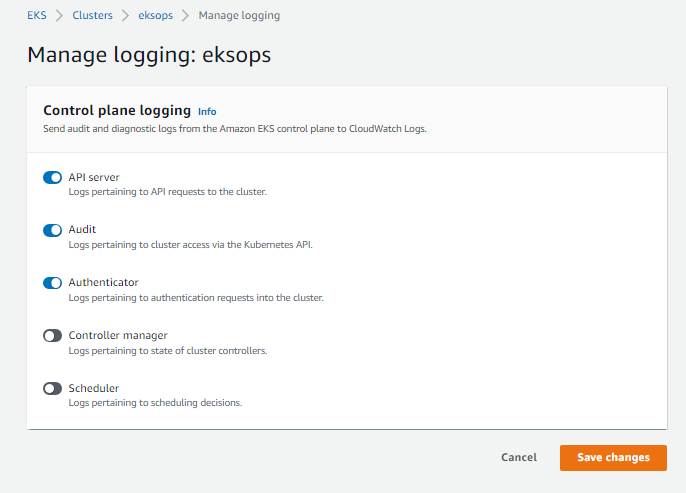 EKS > Clusters > eksops > Manage logging
Manage logging: eksops
Control plane logging Info
Send audit and diagnostic logs from the Amazon EKS control plane to CloudWatch Logs.
API server
Logs pertaining to API requests to the cluster.
Audit
Logs pertaining to cluster access via the Kubernetes API.
Authenticator
Logs pertaining to authentication requests into the cluster.
Controller manager
Logs pertaining to state of cluster controllers.
Scheduler
Logs pertaining to scheduling decisions.
Cancel Save changes